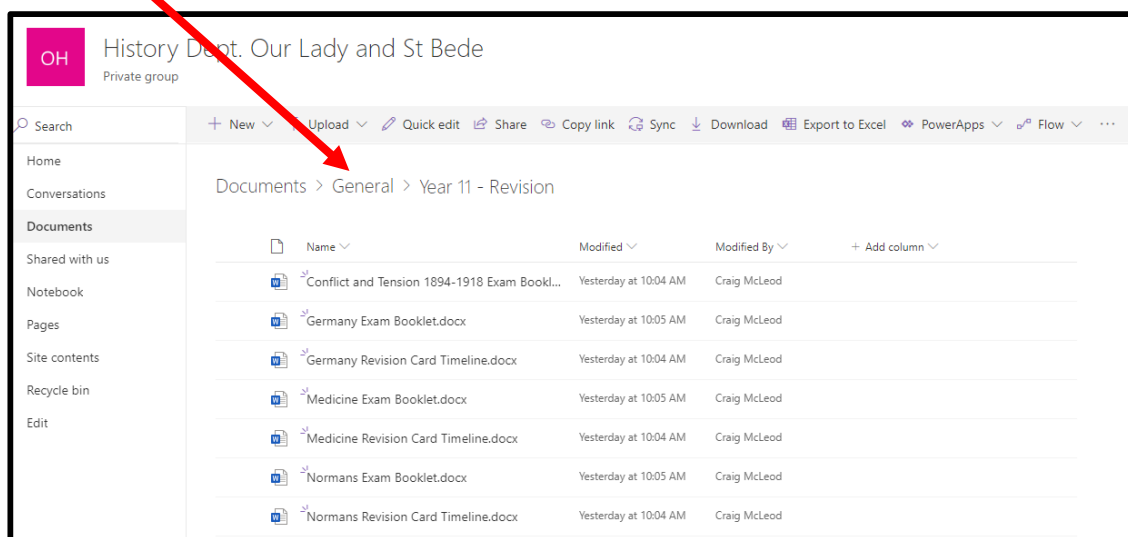 OH
History Dept. Our Lady and St Bede
Private group
Search
New Upload Quick edit Share Copy link Sync Download Export to Excel PowerApps Flow ...
Home
Conversations
Documents
Shared with us
Notebook
Pages
Site contents
Recycle bin
Edit
Documents > General > Year 11 - Revision
Name Modified Modified By + Add column
Conflict and Tension 1894-1918 Exam Bookl... Yesterday at 10:04 AM Craig McLeod
Germany Exam Booklet.docx Yesterday at 10:05 AM Craig McLeod
Germany Revision Card Timeline.docx Yesterday at 10:04 AM Craig McLeod
Medicine Exam Booklet.docx Yesterday at 10:05 AM Craig McLeod
Medicine Revision Card Timeline.docx Yesterday at 10:04 AM Craig McLeod
Normans Exam Booklet.docx Yesterday at 10:05 AM Craig McLeod
Normans Revision Card Timeline.docx Yesterday at 10:04 AM Craig McLeod